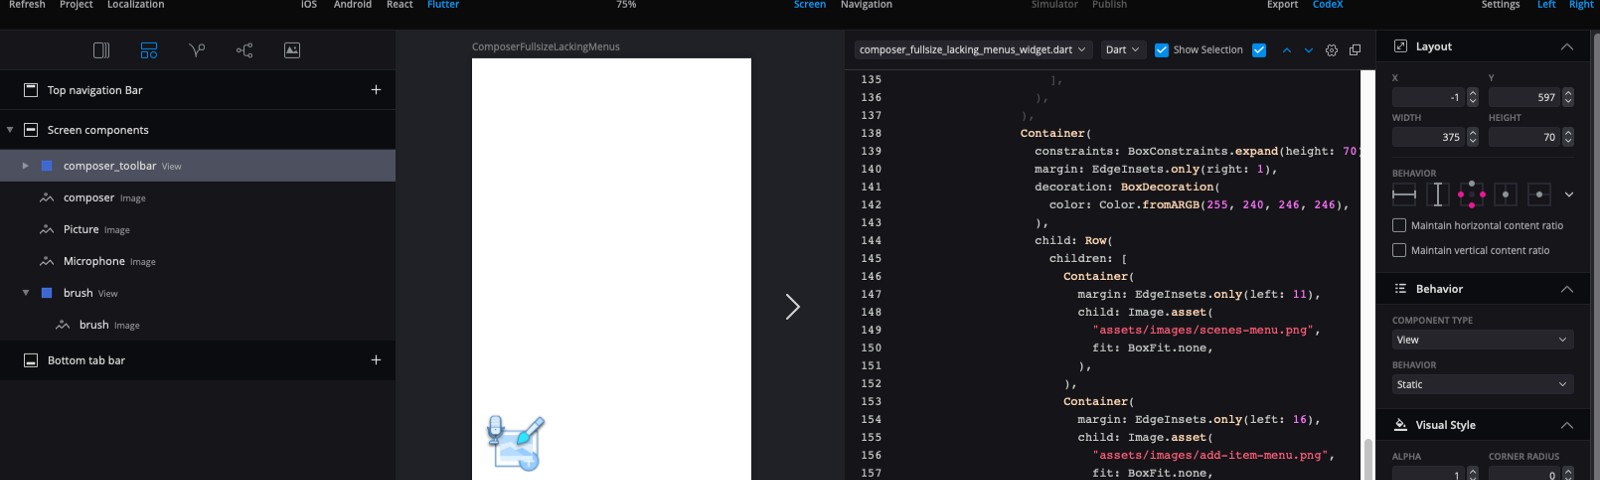 Refresh Project Localization iOS Android React Flutter 75% Screen Navigation Simulator Publish Export CodeX Settings Left Right
Top navigation Bar +
Screen components
composer_toolbar View
composer Image
Picture Image
Microphone Image
brush View
brush Image
Bottom tab bar +
ComposerFullsizeLackingMenus
composer_fullsize_lacking_menus_widget.dart Dart Show Selection
135 ],
136 ),
137 ),
138 Container(
139 constraints: BoxConstraints.expand(height: 70)
140 margin: EdgeInsets.only(right: 1),
141 decoration: BoxDecoration(
142 color: Color.fromARGB(255, 240, 246, 246),
143 ),
144 child: Row(
145 children: [
146 Container(
147 margin: EdgeInsets.only(left: 11),
148 child: Image.asset(
149 "assets/images/scenes-menu.png",
150 fit: BoxFit.none,
151 ),
152 ),
153 Container(
154 margin: EdgeInsets.only(left: 16),
155 child: Image.asset(
156 "assets/images/add-item-menu.png",
157 fit: BoxFit.none,
Layout
X Y
-1 597
WIDTH HEIGHT
375 70
BEHAVIOR
Maintain horizontal content ratio
Maintain vertical content ratio
Behavior
COMPONENT TYPE
View
BEHAVIOR
Static
Visual Style
ALPHA CORNER RADIUS
1 0